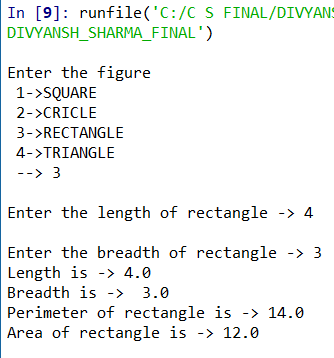 In [9]: runfile('C:/C S FINAL/DIVYANS
DIVYANSH_SHARMA_FINAL')
Enter the figure
1->SQUARE
2->CRICLE
3->RECTANGLE
4->TRIANGLE
--> 3
Enter the length of rectangle -> 4
Enter the breadth of rectangle -> 3
Length is -> 4.0
Breadth is ->  3.0
Perimeter of rectangle is -> 14.0
Area of rectangle is -> 12.0